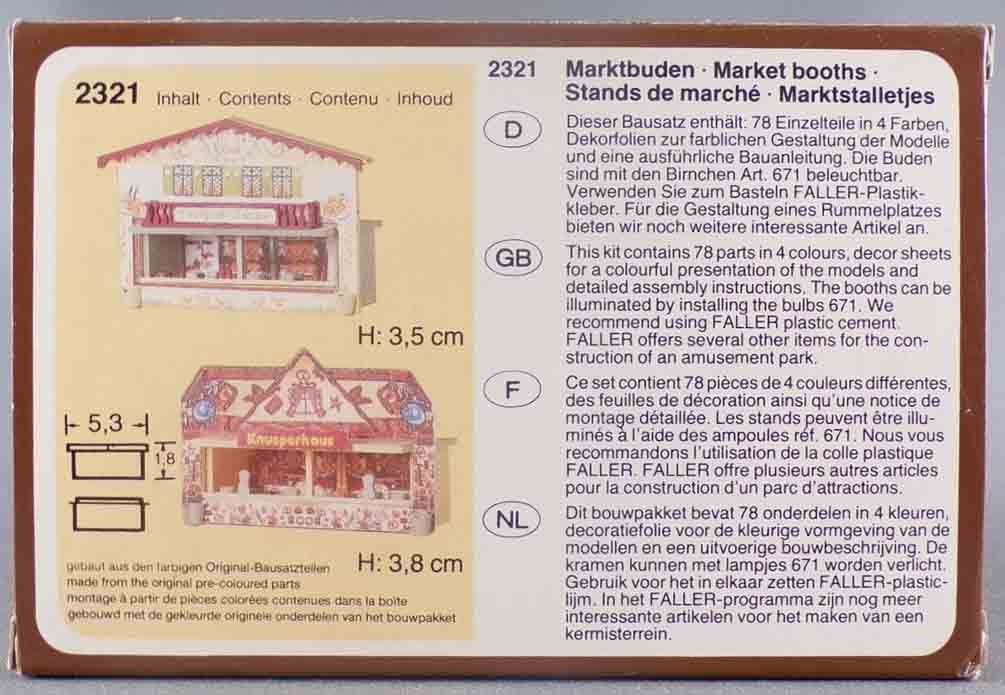 2321 Inhalt · Contents · Contenu · Inhoud
H: 3,5 cm
Knusperhaus
5,3
1,8
H: 3,8 cm
gebaut aus den farbigen Original-Bausatzteilen
made from the original pre-coloured parts
montage à partir de pièces colorées contenues dans la boîte
gebouwd met de gekleurde originele onderdelen van het bouwpakket
2321 Marktbuden · Market booths ·
Stands de marché · Marktstalletjes
D
Dieser Bausatz enthält: 78 Einzelteile in 4 Farben,
Dekorfolien zur farblichen Gestaltung der Modelle
und eine ausführliche Bauanleitung. Die Buden
sind mit den Birnchen Art. 671 beleuchtbar.
Verwenden Sie zum Basteln FALLER-Plastik-
kleber. Für die Gestaltung eines Rummelplatzes
bieten wir noch weitere interessante Artikel an.
GB
This kit contains 78 parts in 4 colours, decor sheets
for a colourful presentation of the models and
detailed assembly instructions. The booths can be
illuminated by installing the bulbs 671. We
recommend using FALLER plastic cement.
FALLER offers several other items for the con-
struction of an amusement park.
F
Ce set contient 78 pièces de 4 couleurs différentes,
des feuilles de décoration ainsi qu'une notice de
montage détaillée. Les stands peuvent être illu-
minés à l'aide des ampoules réf. 671. Nous vous
recommandons l'utilisation de la colle plastique
FALLER. FALLER offre plusieurs autres articles
pour la construction d'un parc d'attractions.
NL
Dit bouwpakket bevat 78 onderdelen in 4 kleuren,
decoratiefolie voor de kleurige vormgeving van de
modellen en een uitvoerige bouwbeschrijving. De
kramen kunnen met lampjes 671 worden verlicht.
Gebruik voor het in elkaar zetten FALLER-plastic-
lijm. In het FALLER-programma zijn nog meer
interessante artikelen voor het maken van een
kermisterrein.